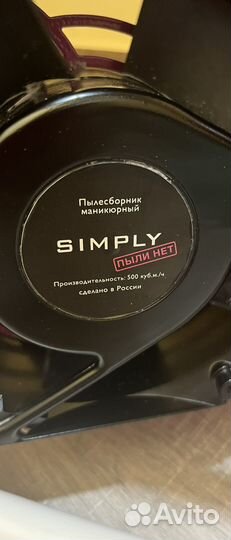 Пылесборник
маникюрный
SIMPLY
ПЫЛИ НЕТ
Производительность: 500 куб.м/ч
сделано в России
Avito